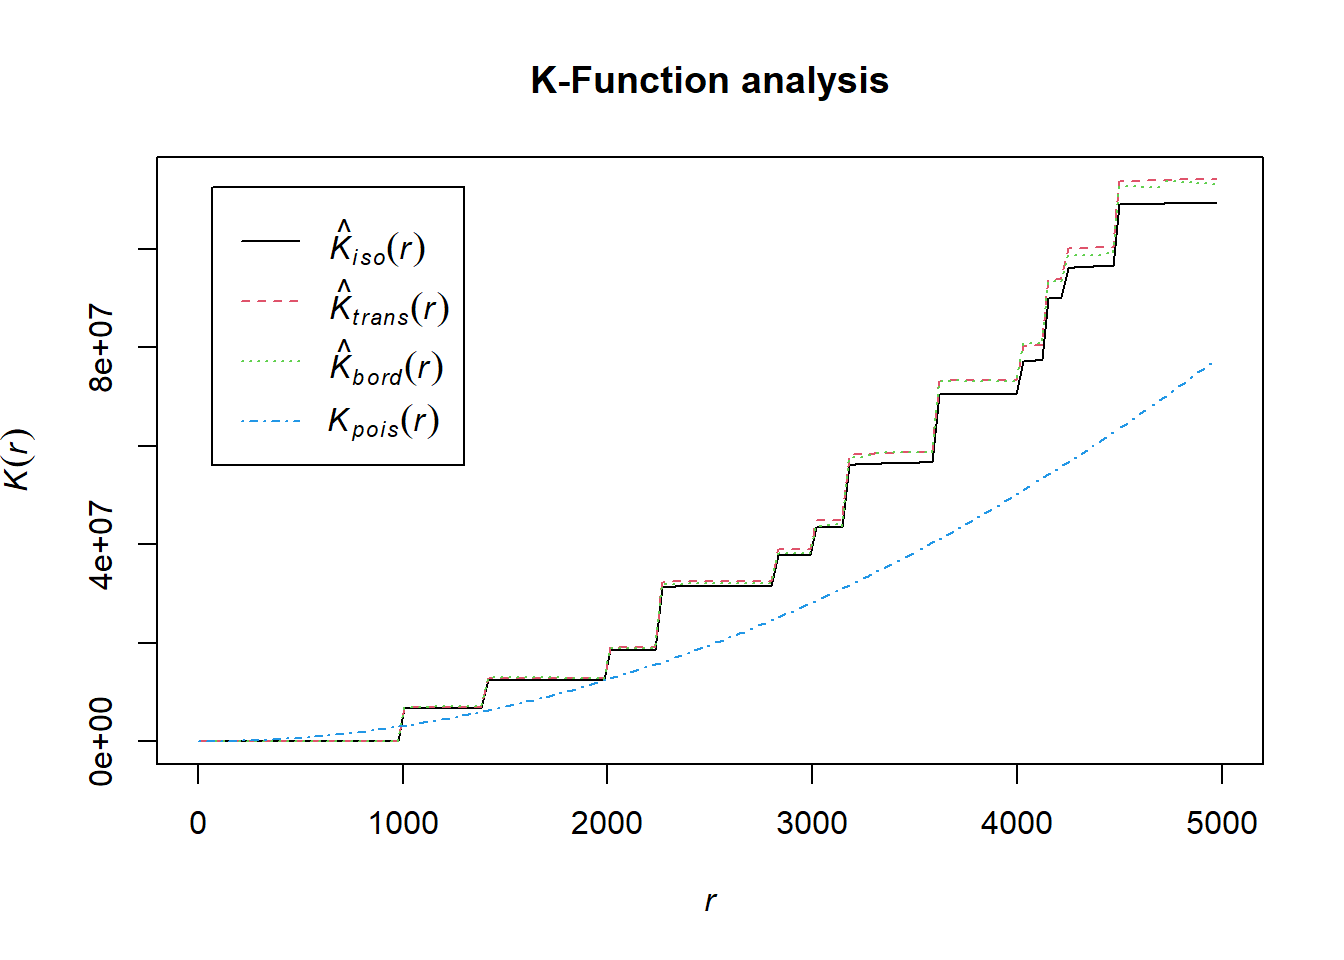 K-Function analysis
K̂iso(r)
K̂trans(r)
K̂bord(r)
Kpois(r)
K(r)
0e+00 4e+07 8e+07
0 1000 2000 3000 4000 5000
r